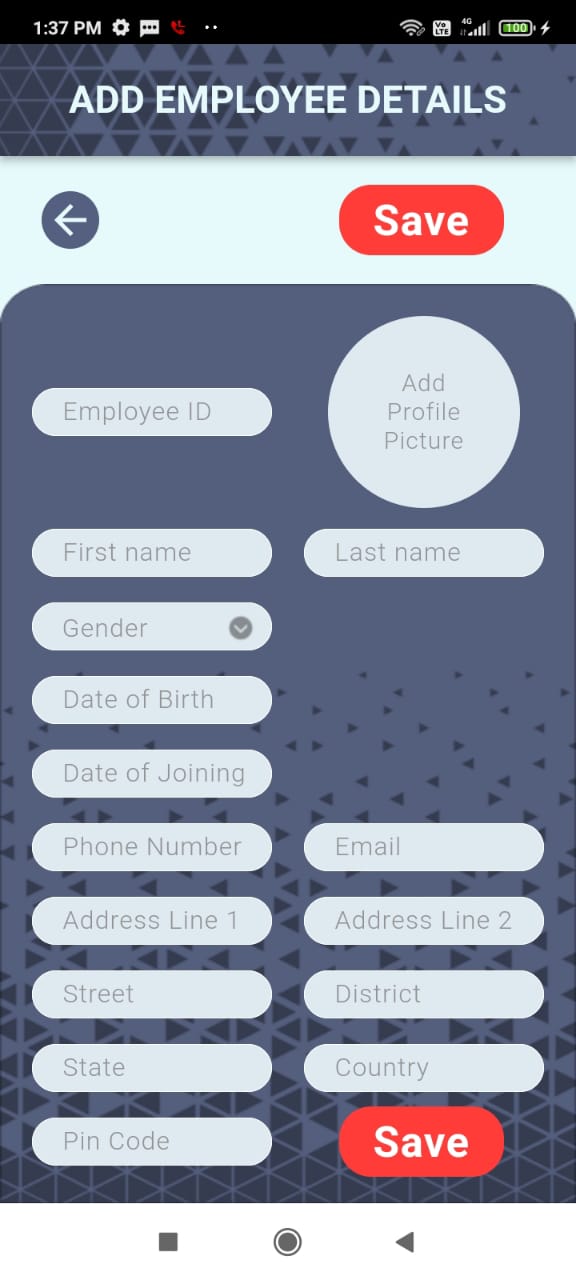 1:37 PM
Vo LTE 4G 100
ADD EMPLOYEE DETAILS
Save
Employee ID
Add
Profile
Picture
First name
Last name
Gender
Date of Birth
Date of Joining
Phone Number
Email
Address Line 1
Address Line 2
Street
District
State
Country
Pin Code
Save